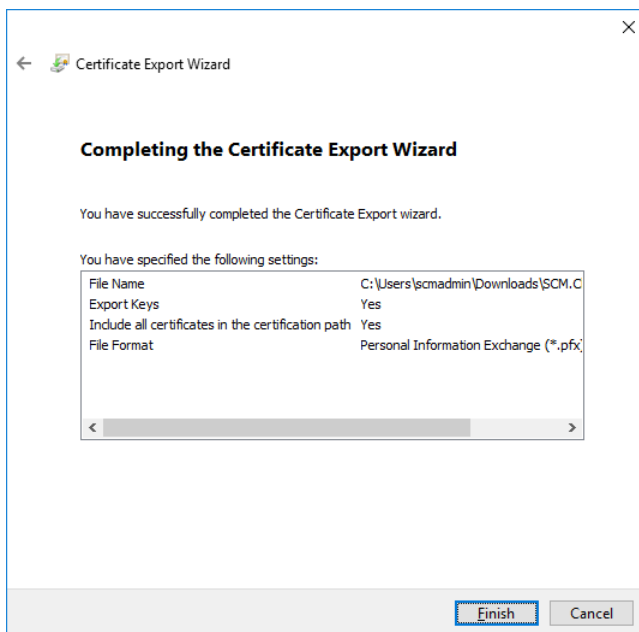 Certificate Export Wizard
Completing the Certificate Export Wizard
You have successfully completed the Certificate Export wizard.
You have specified the following settings:
File Name C:\Users\scmadmin\Downloads\SCM.C
Export Keys Yes
Include all certificates in the certification path Yes
File Format Personal Information Exchange (*.pfx)
Finish Cancel